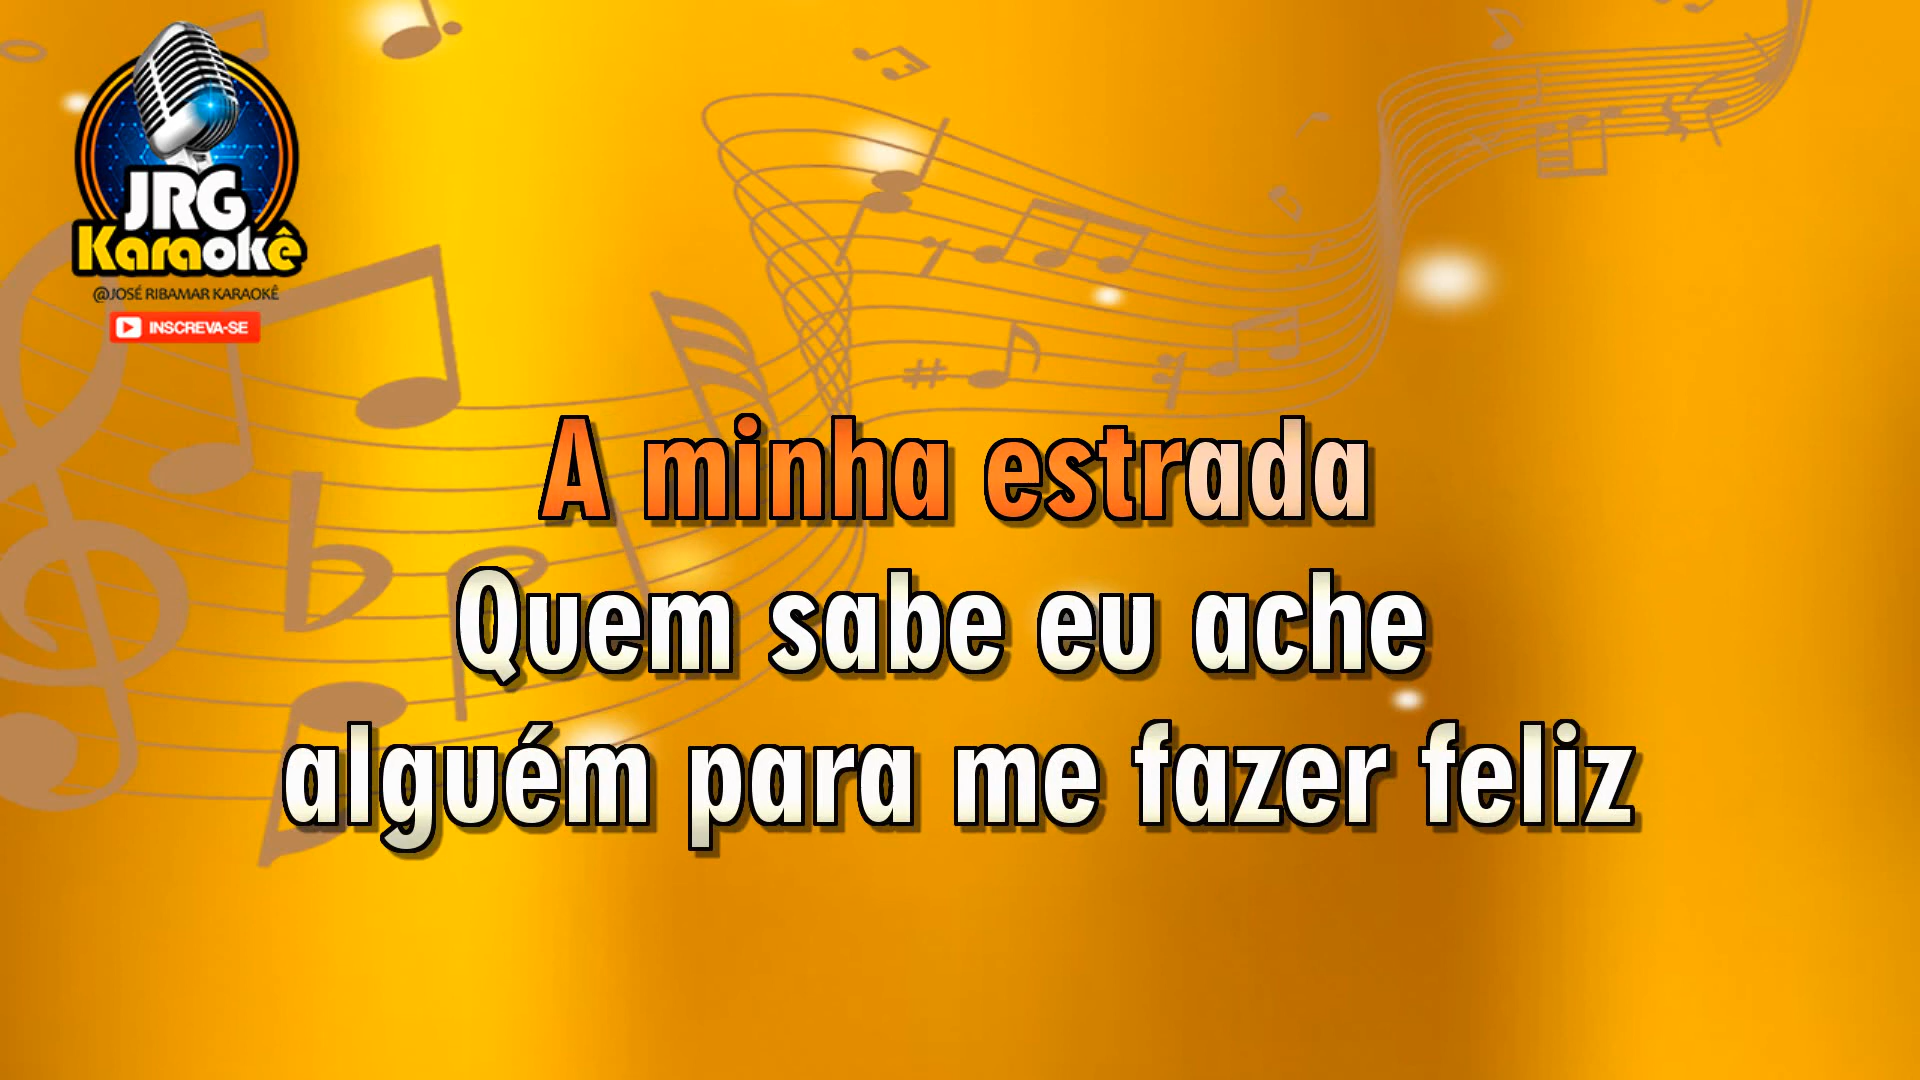 JRG
Karaokê
@JOSÉ RIBAMAR KARAOKÊ
INSCREVA-SE
A minha estrada
Quem sabe eu ache
alguém para me fazer feliz